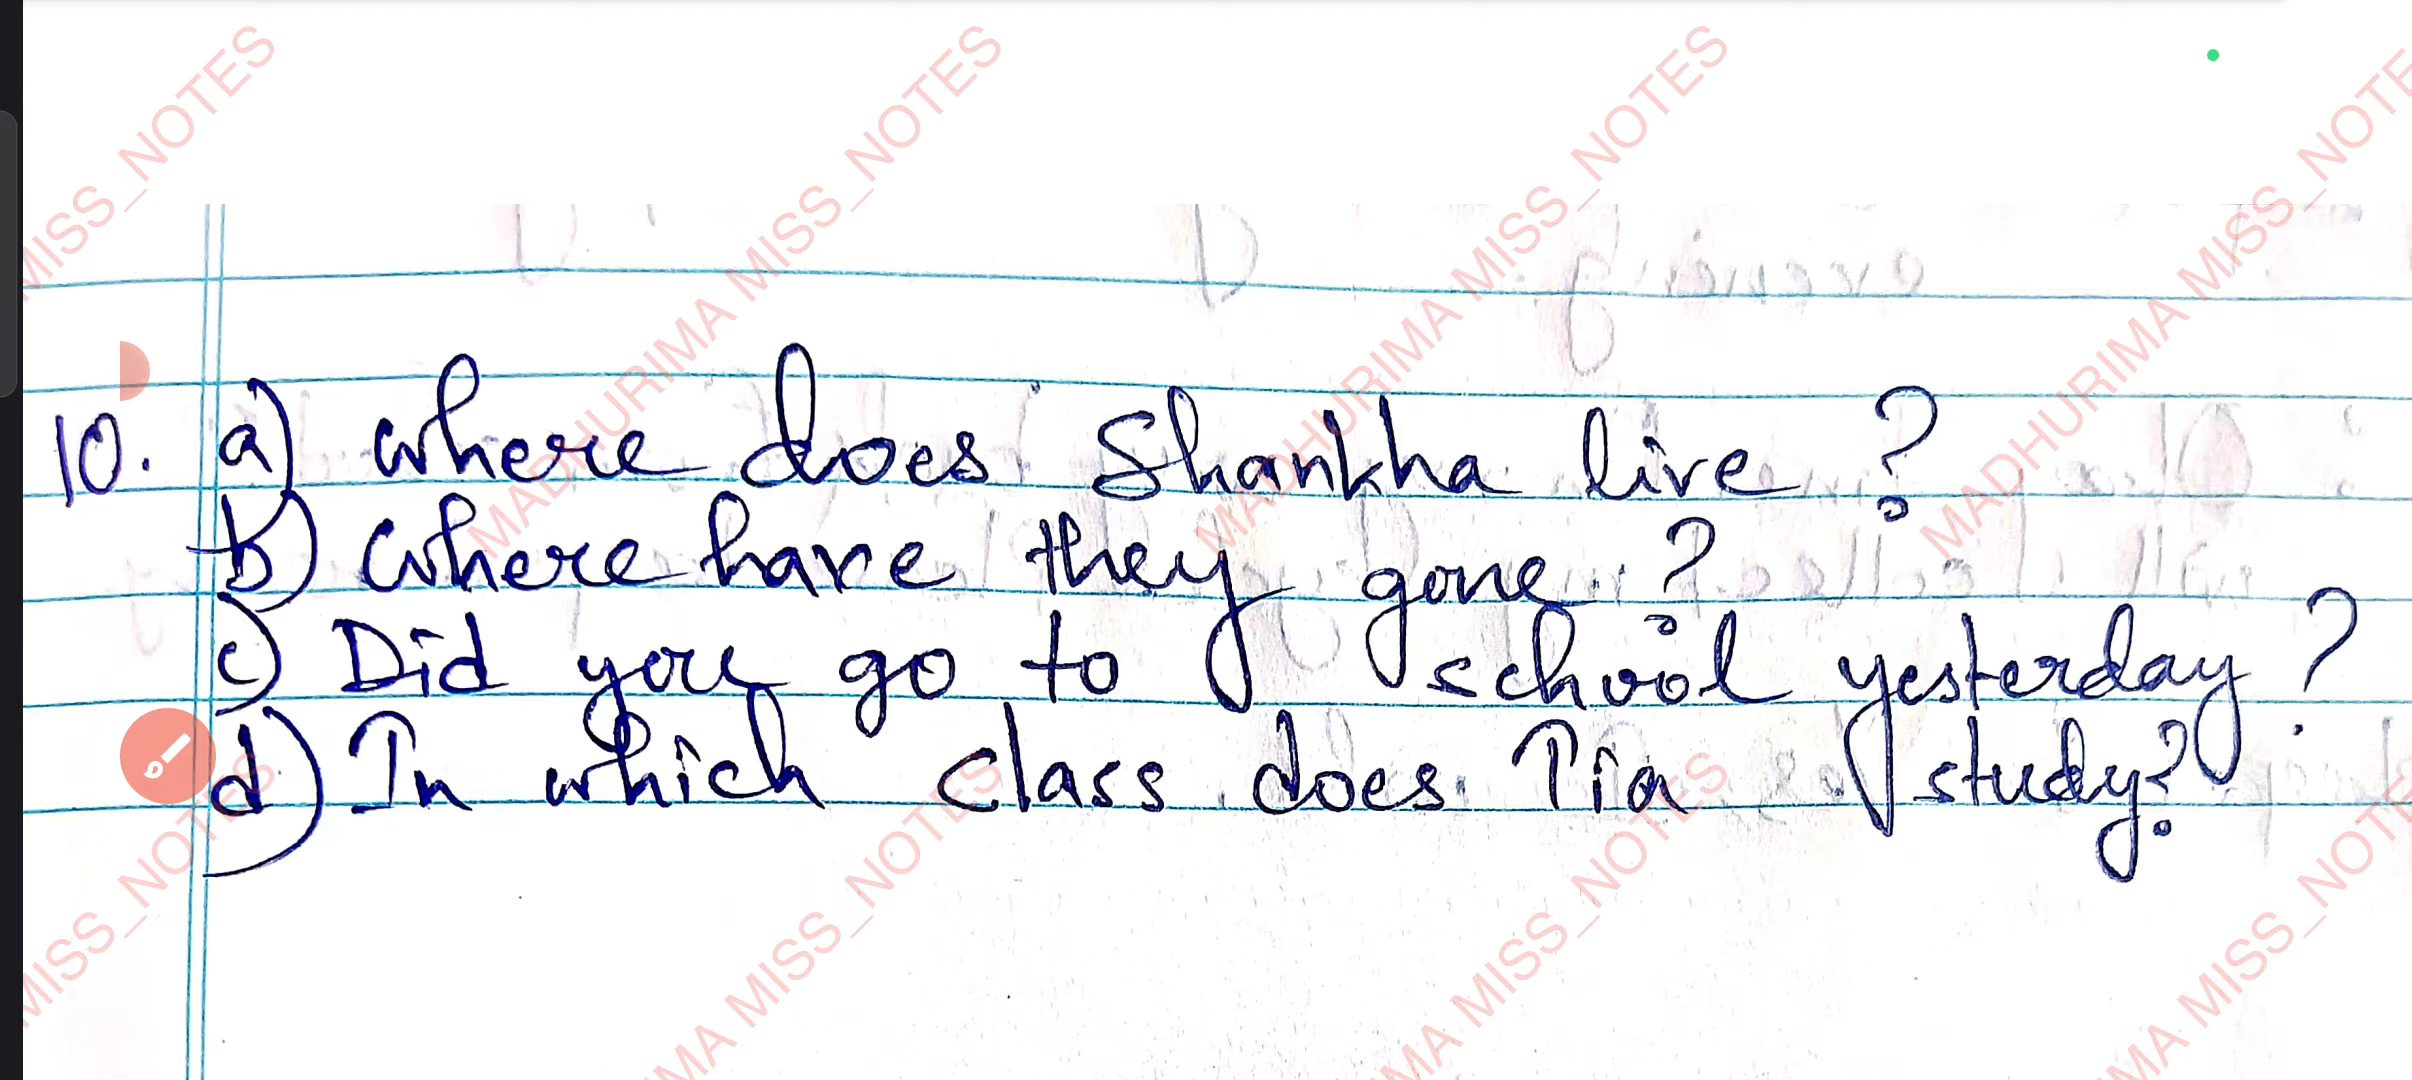 10. a) where does Shankha live?
b) where have they gone?
c) Did you go to school yesterday?
d) In which class does Tia study?
MADHURIMA MISS_NOTES